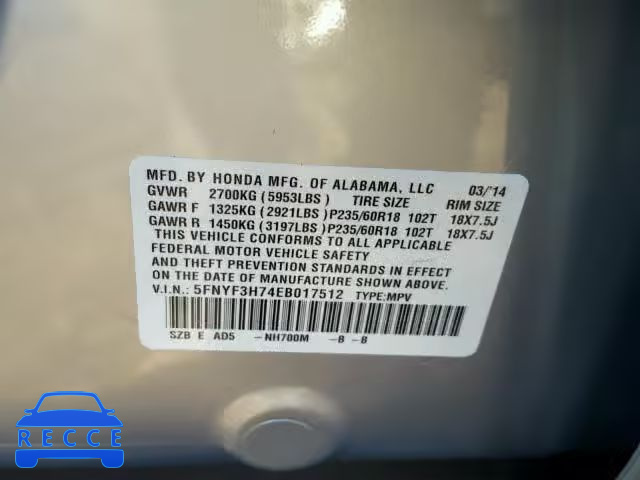 MFD. BY HONDA MFG. OF ALABAMA, LLC 03/'14
GVWR 2700KG (5953LBS) TIRE SIZE RIM SIZE
GAWR F 1325KG (2921LBS)P235/60R18 102T 18X7.5J
GAWR R 1450KG (3197LBS)P235/60R18 102T 18X7.5J
THIS VEHICLE CONFORMS TO ALL APPLICABLE
FEDERAL MOTOR VEHICLE SAFETY
AND THEFT PREVENTION STANDARDS IN EFFECT
ON THE DATE OF MANUFACTURE SHOWN ABOVE.
V.I.N.: 5FNYF3H74EB017512 TYPE:MPV
SZB E AD5 -NH700M -B -B
RECCE